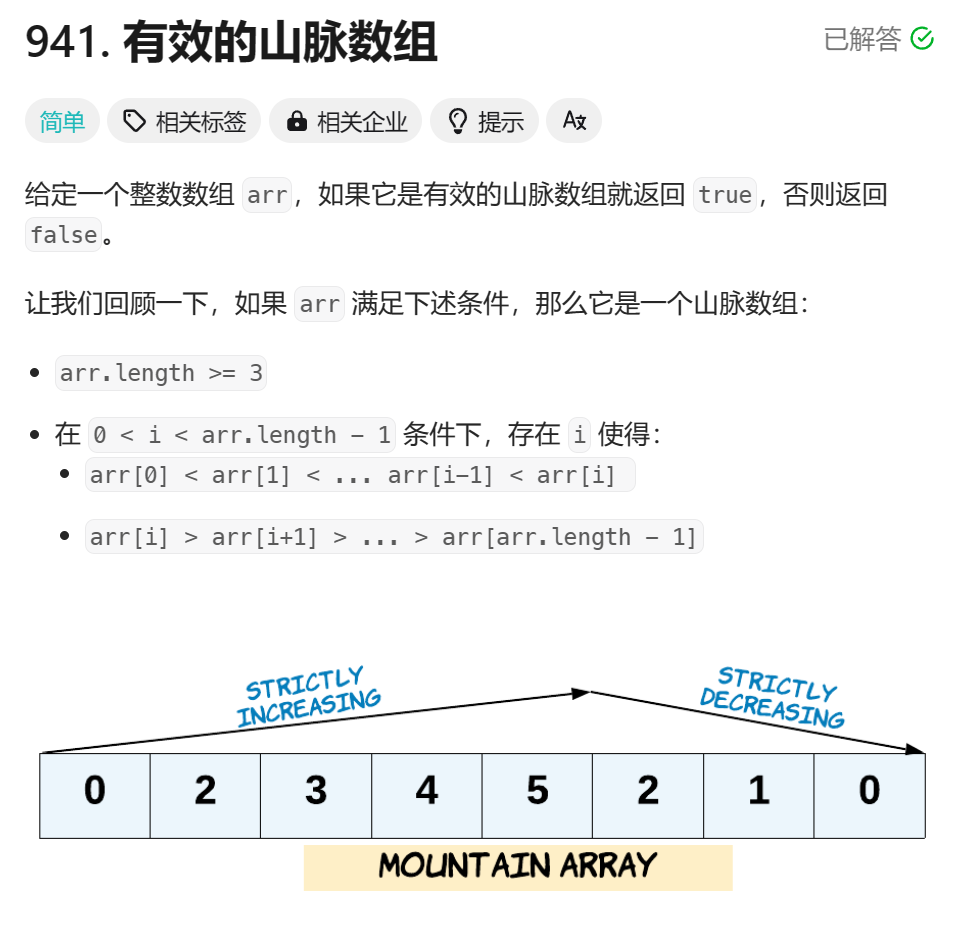 941. 有效的山脉数组
已解答
简单 相关标签 相关企业 提示 A文
给定一个整数数组 arr，如果它是有效的山脉数组就返回 true，否则返回
false。
让我们回顾一下，如果 arr 满足下述条件，那么它是一个山脉数组：
• arr.length >= 3
• 在 0 < i < arr.length - 1 条件下，存在 i 使得：
• arr[0] < arr[1] < ... arr[i-1] < arr[i]
• arr[i] > arr[i+1] > ... > arr[arr.length - 1]
STRICTLY
INCREASING
STRICTLY
DECREASING
0 2 3 4 5 2 1 0
MOUNTAIN ARRAY